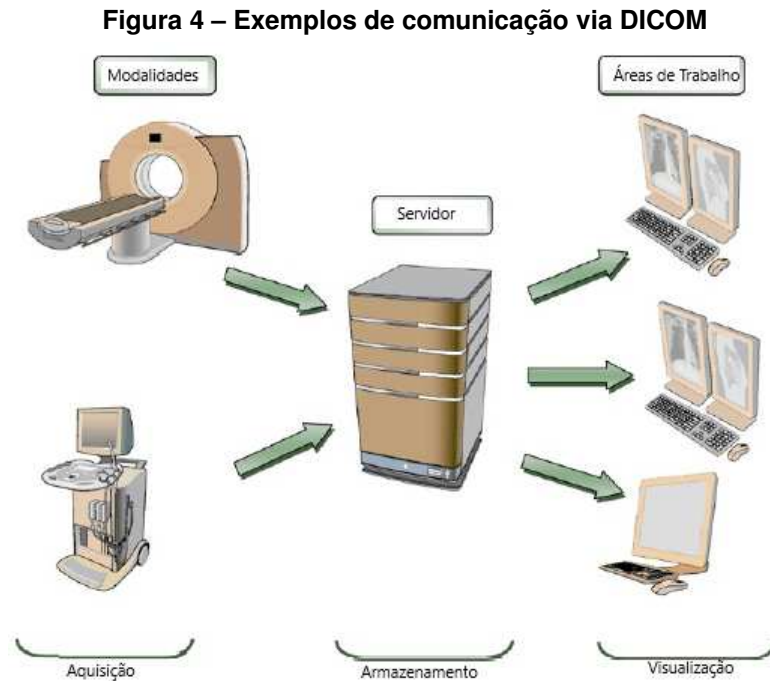 Figura 4 – Exemplos de comunicação via DICOM
Modalidades
Áreas de Trabalho
Servidor
Aquisição
Armazenamento
Visualização